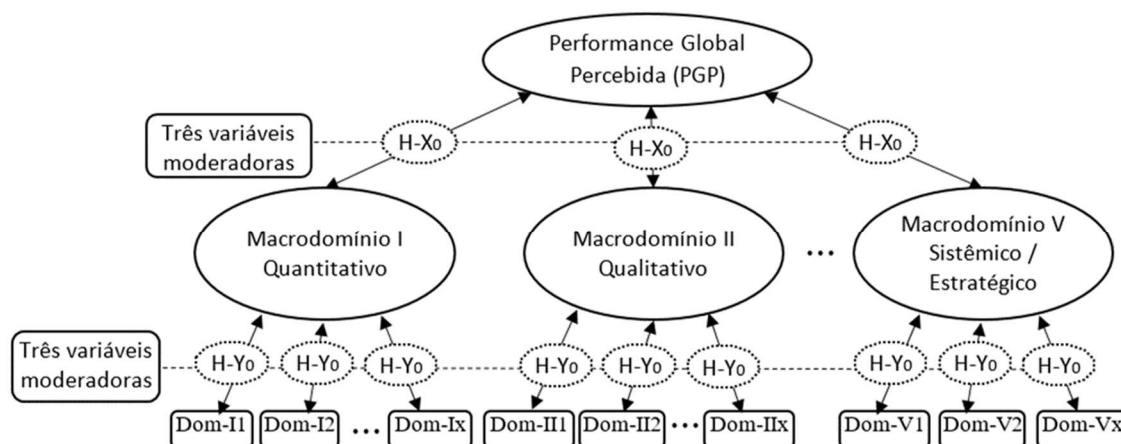 Performance Global
Percebida (PGP)
Três variáveis
moderadoras
H-X₀
H-X₀
H-X₀
Macrodomínio I
Quantitativo
Macrodomínio II
Qualitativo
...
Macrodomínio V
Sistêmico /
Estratégico
Três variáveis
moderadoras
H-Y₀
H-Y₀
H-Y₀
H-Y₀
H-Y₀
H-Y₀
H-Y₀
H-Y₀
H-Y₀
Dom-I1
Dom-I2
...
Dom-Ix
Dom-II1
Dom-II2
...
Dom-IIx
Dom-V1
Dom-V2
Dom-Vx